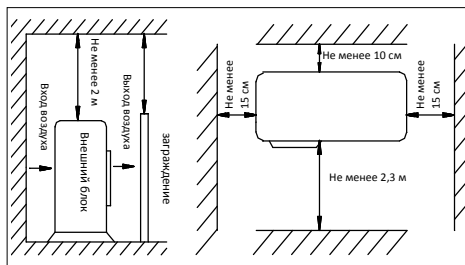 Не менее 2 м
Вход воздуха
Внешний блок
Выход воздуха
заграждение
Не менее 10 см
Не менее
15 см
Не менее
15 см
Не менее 2,3 м